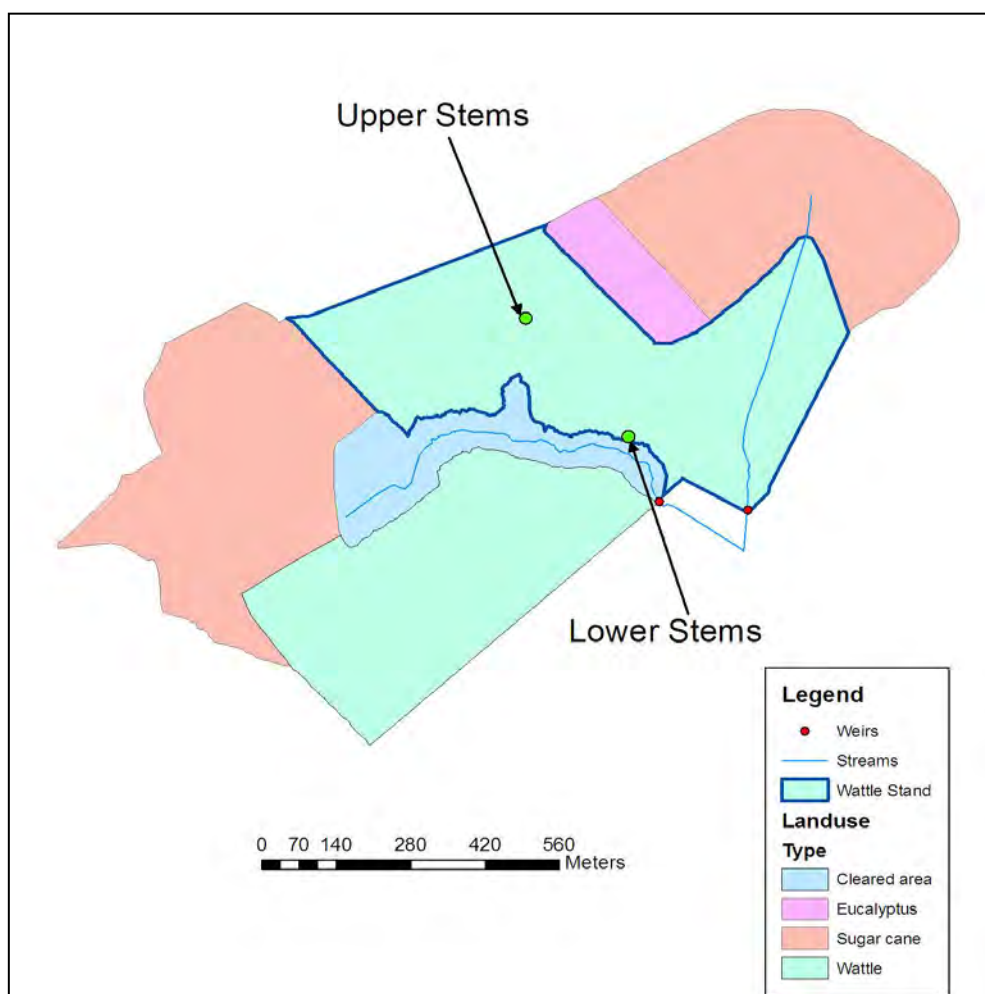 Upper Stems
Lower Stems
0 70 140 280 420 560
Meters
Legend
Weirs
Streams
Wattle Stand
Landuse
Type
Cleared area
Eucalyptus
Sugar cane
Wattle